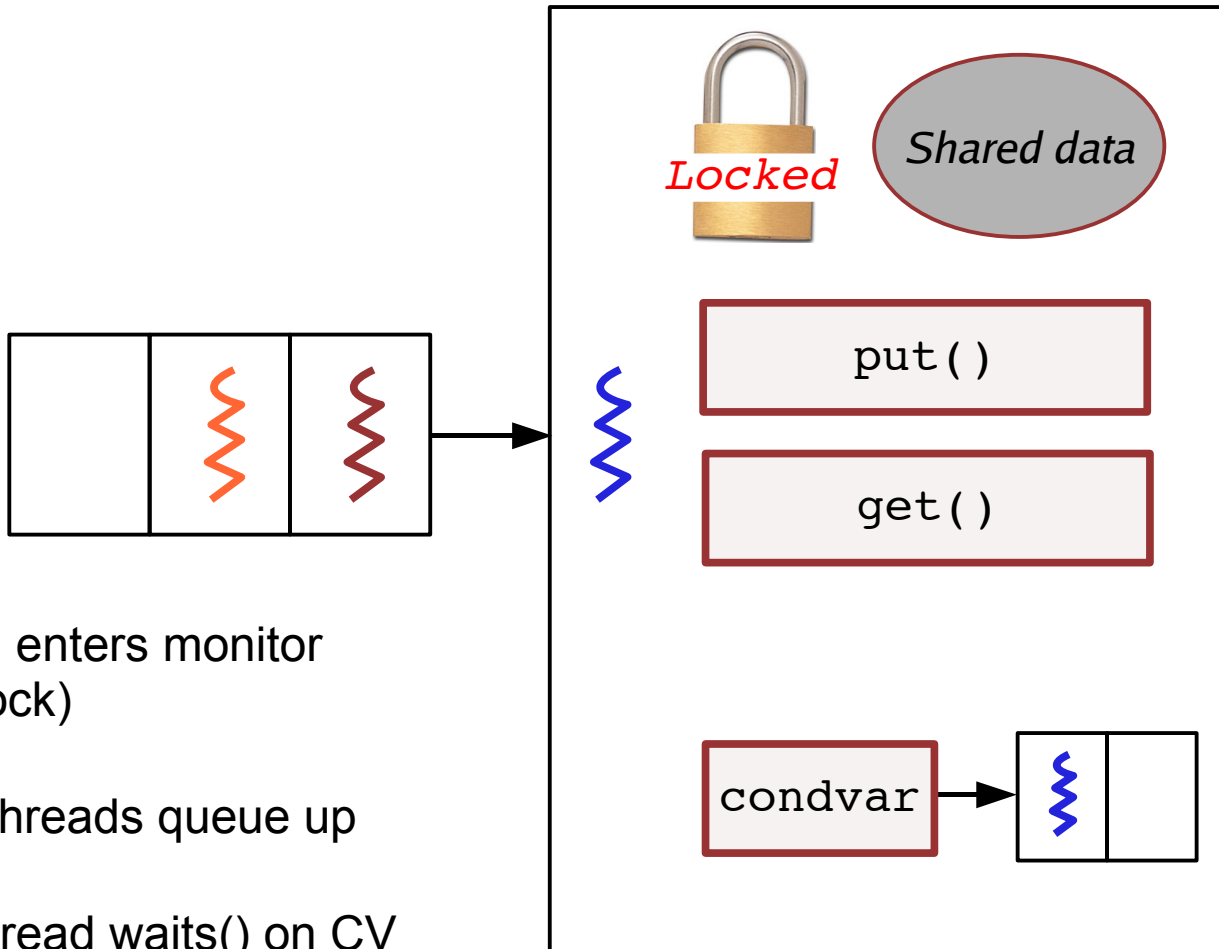 Locked
Shared data
put()
get()
enters monitor
ock)
hreads queue up
condvar
read waits() on CV